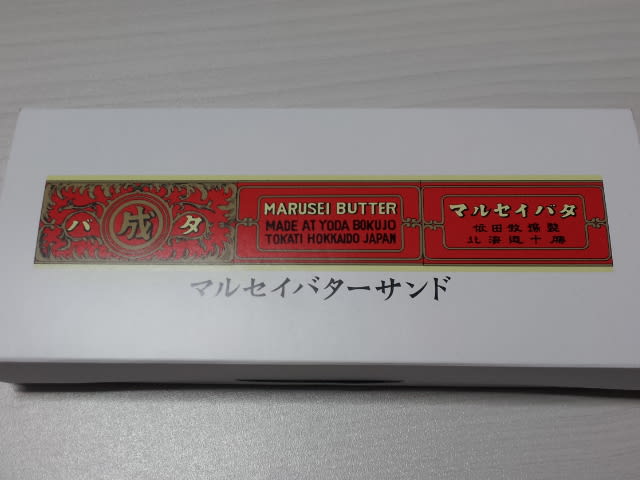 バ 成 タ
MARUSEI BUTTER
MADE AT YODA BOKUJO
TOKATI HOKKAIDO JAPAN
マルセイバタ
依田牧場製
北海道十勝
マルセイバターサンド